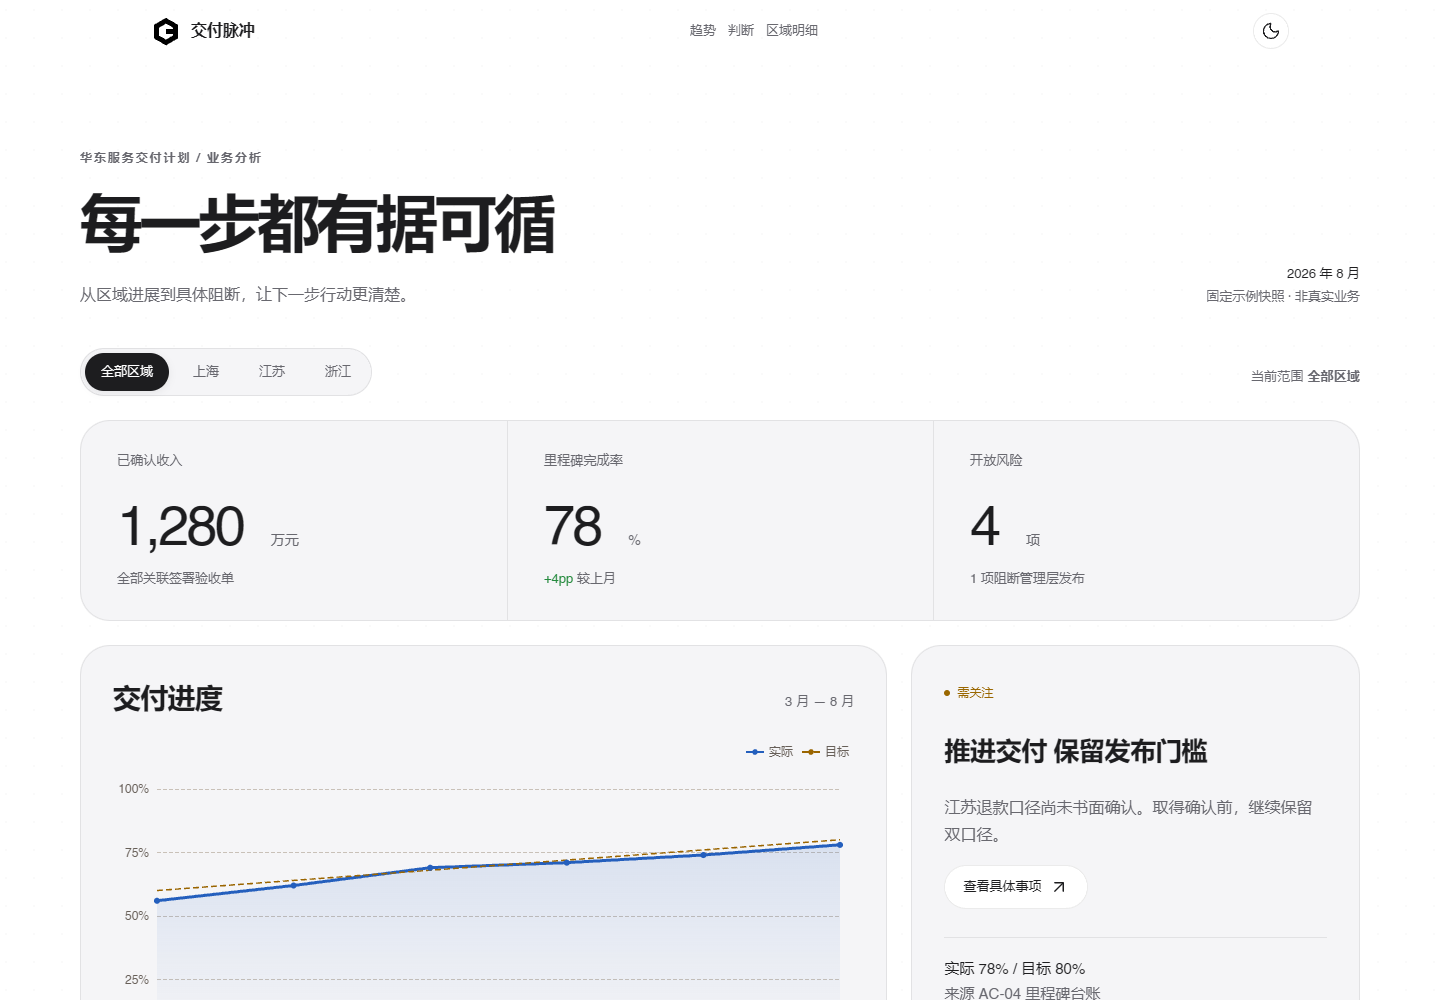 交付脉冲
趋势 判断 区域明细
华东服务交付计划 / 业务分析
每一步都有据可循
从区域进展到具体阻断，让下一步行动更清楚。
2026 年 8 月
固定示例快照 · 非真实业务
全部区域 上海 江苏 浙江
当前范围 全部区域
已确认收入
1,280 万元
全部关联签署验收单
里程碑完成率
78 %
+4pp 较上月
开放风险
4 项
1 项阻断管理层发布
交付进度
3 月 — 8 月
实际 目标
100%
75%
50%
25%
需关注
推进交付 保留发布门槛
江苏退款口径尚未书面确认。取得确认前，继续保留
双口径。
查看具体事项
实际 78% / 目标 80%
来源 AC-04 里程碑台账